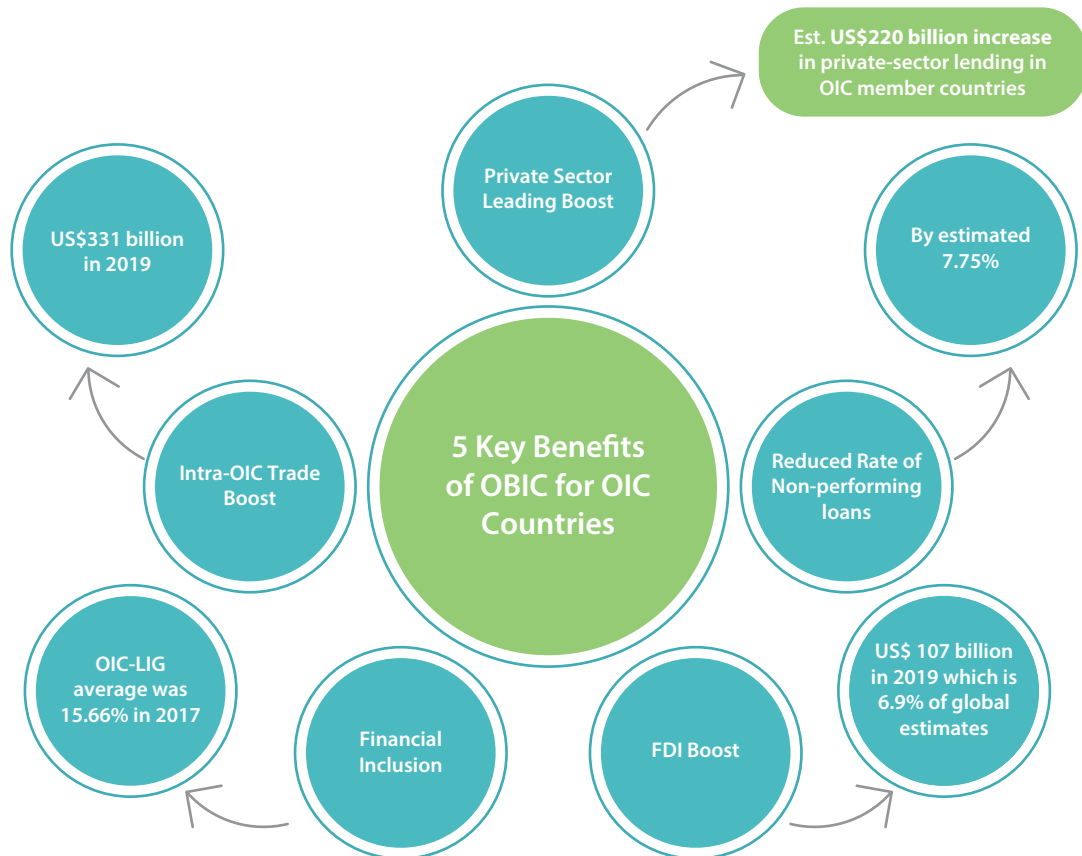 Est. US$220 billion increase
in private-sector lending in
OIC member countries
Private Sector
Leading Boost
US$331 billion
in 2019
By estimated
7.75%
5 Key Benefits
of OBIC for OIC
Countries
Intra-OIC Trade
Boost
Reduced Rate of
Non-performing
loans
OIC-LIG
average was
15.66% in 2017
Financial
Inclusion
FDI Boost
US$ 107 billion
in 2019 which is
6.9% of global
estimates